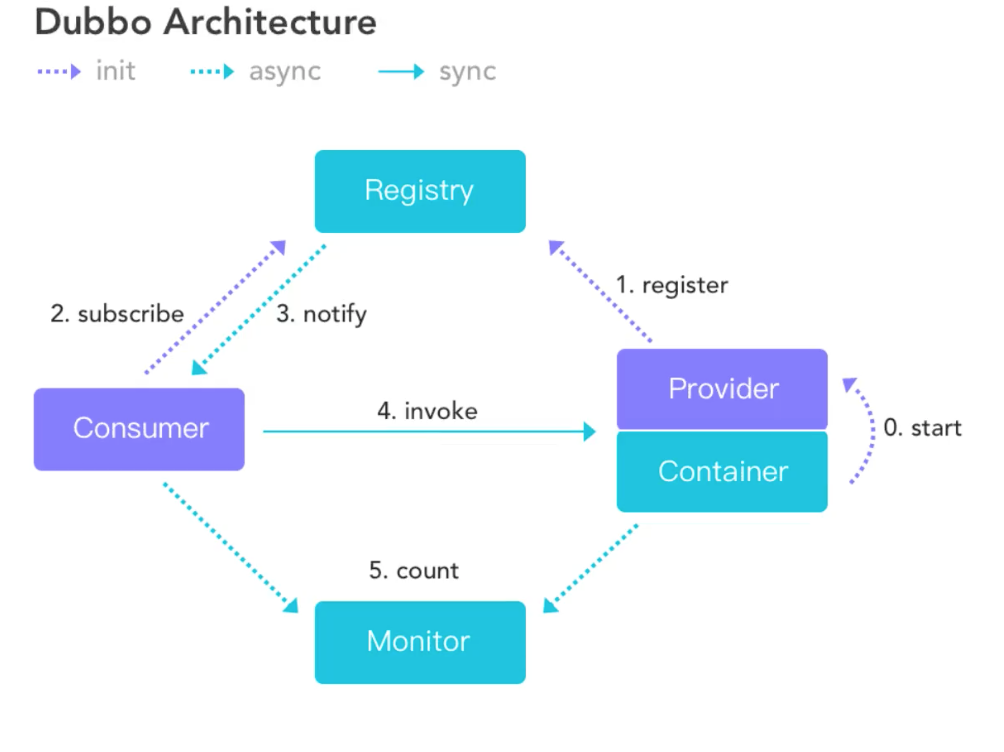 Dubbo Architecture
init async sync
Registry
1. register
2. subscribe
3. notify
Provider
4. invoke
Consumer
0. start
Container
5. count
Monitor